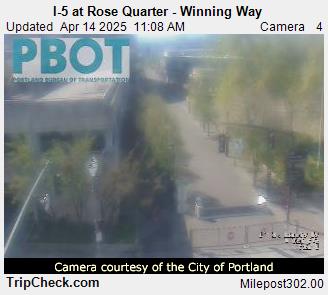 I-5 at Rose Quarter - Winning Way
Updated Apr 14 2025 11:08 AM Camera 4
PBOT
PORTLAND BUREAU OF TRANSPORTATION
Camera courtesy of the City of Portland
TripCheck.com Milepost302.00